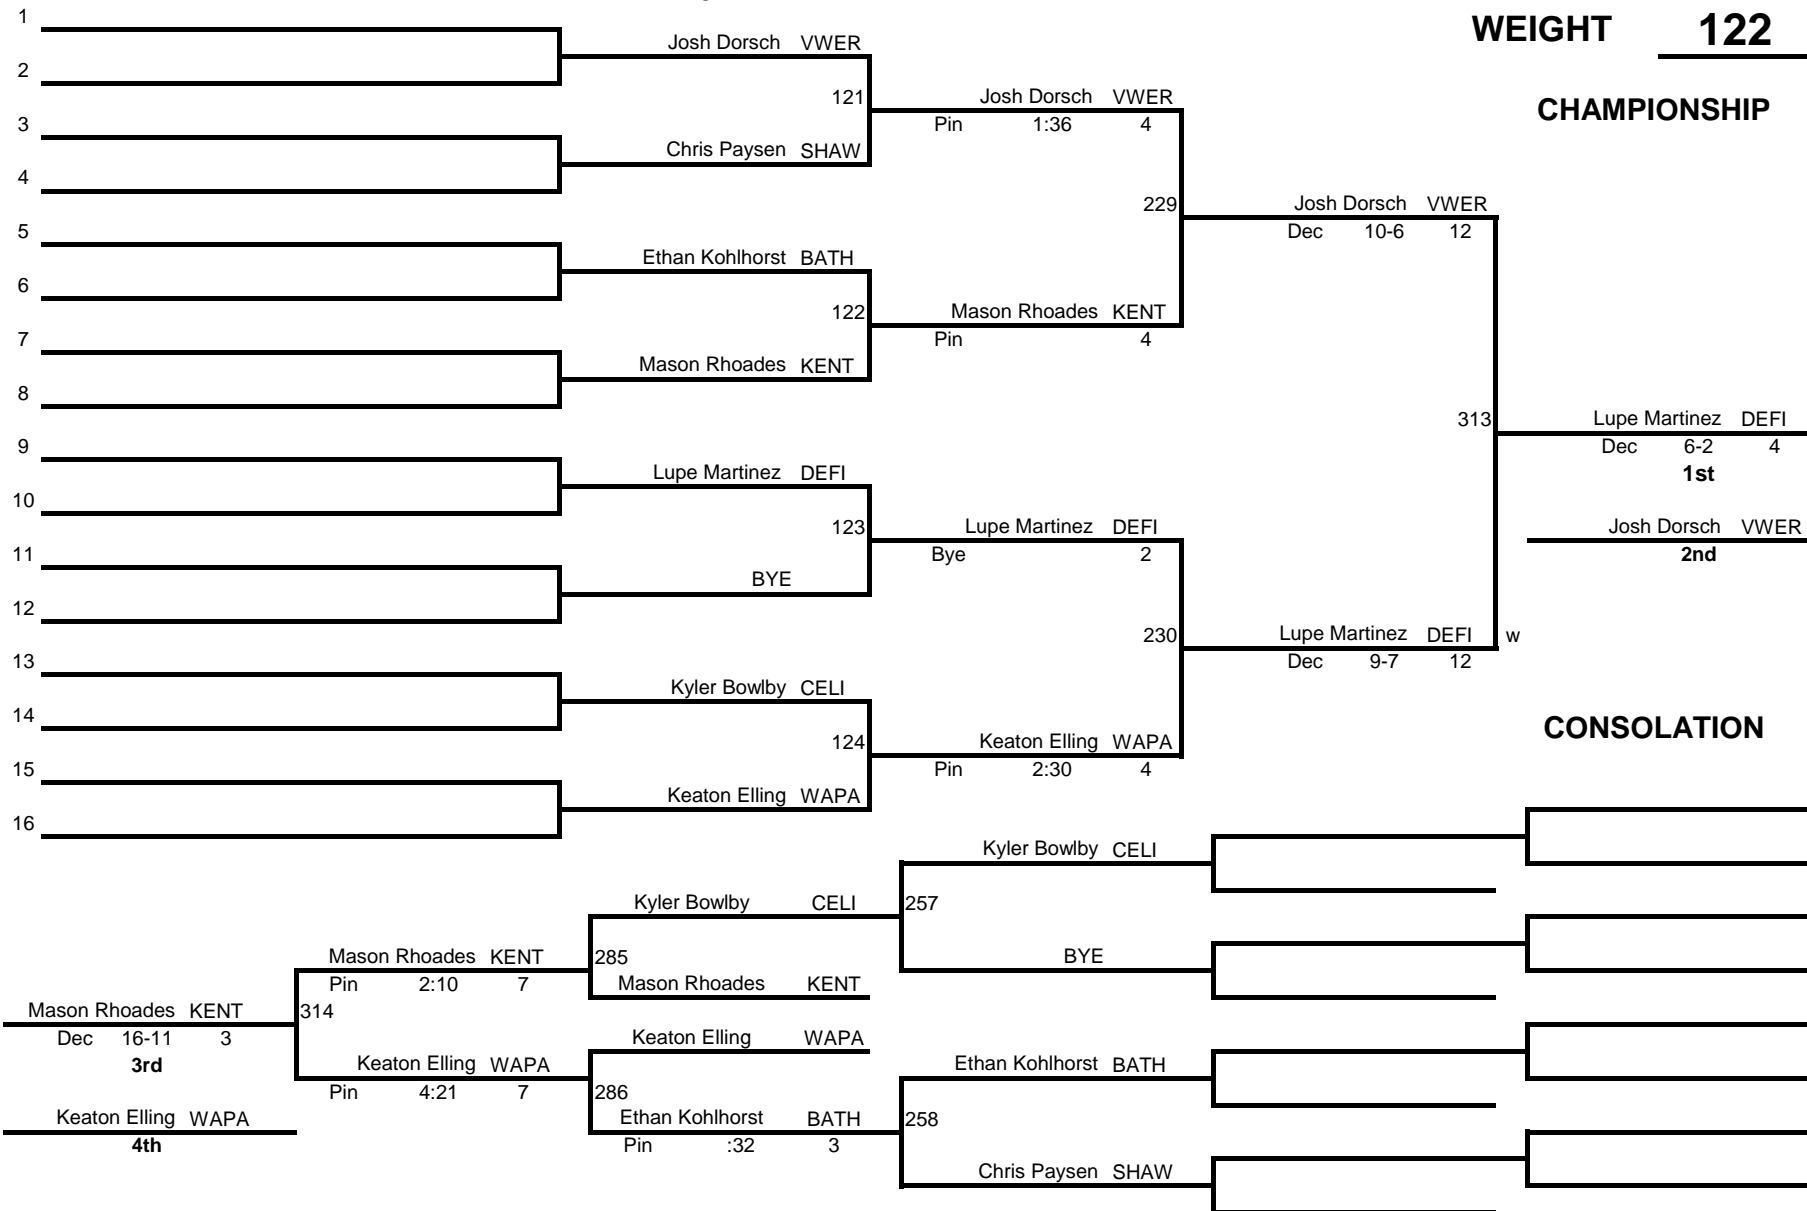 1
WEIGHT 122
Josh Dorsch VWER
2
121 Josh Dorsch VWER
CHAMPIONSHIP
3
Pin 1:36 4
Chris Paysen SHAW
4
229 Josh Dorsch VWER
5
Dec 10-6 12
Ethan Kohlhorst BATH
6
122 Mason Rhoades KENT
7
Pin 4
Mason Rhoades KENT
8
313 Lupe Martinez DEFI
9
Dec 6-2 4
Lupe Martinez DEFI
1st
10
123 Lupe Martinez DEFI
Josh Dorsch VWER
11
Bye 2
2nd
BYE
12
230 Lupe Martinez DEFI w
13
Dec 9-7 12
Kyler Bowlby CELI
14
CONSOLATION
124 Keaton Elling WAPA
15
Pin 2:30 4
Keaton Elling WAPA
16
Kyler Bowlby CELI
Kyler Bowlby CELI 257
Mason Rhoades KENT 285 BYE
Pin 2:10 7 Mason Rhoades KENT
Mason Rhoades KENT 314
Dec 16-11 3 Keaton Elling WAPA
3rd Keaton Elling WAPA Ethan Kohlhorst BATH
Pin 4:21 7 286
Keaton Elling WAPA Ethan Kohlhorst BATH 258
4th Pin :32 3
Chris Paysen SHAW